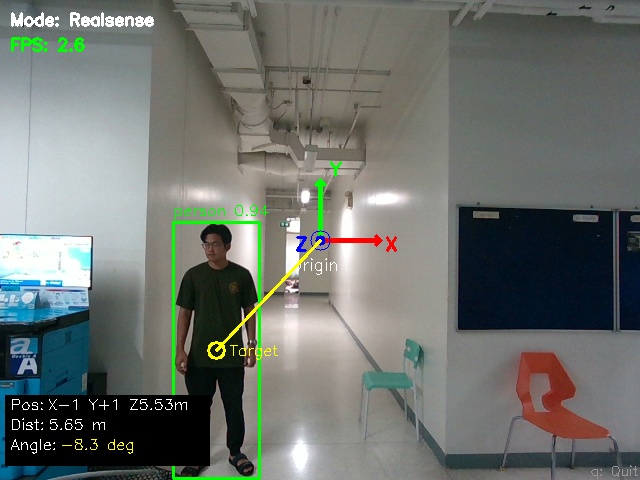 Mode: Realsense
FPS: 2.6
person 0.94
Y
Z
X
Origin
Target
a A
Double A
Pos: X-1 Y+1 Z5.53m
Dist: 5.65 m
Angle: -8.3 deg
q: Quit